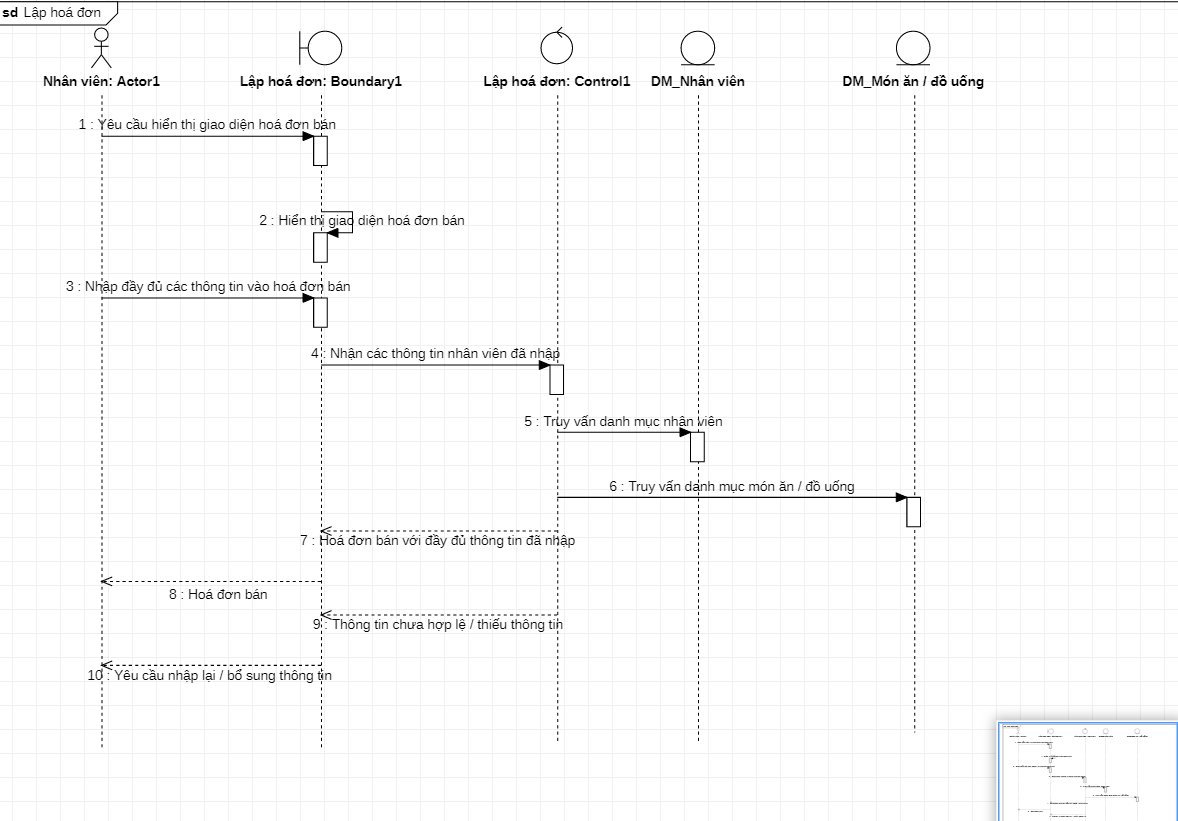 sd Lập hoá đơn
Nhân viên: Actor1
Lập hoá đơn: Boundary1
Lập hoá đơn: Control1
DM_Nhân viên
DM_Món ăn / đồ uống
1 : Yêu cầu hiển thị giao diện hoá đơn bán
2 : Hiển thị giao diện hoá đơn bán
3 : Nhập đầy đủ các thông tin vào hoá đơn bán
4 : Nhận các thông tin nhân viên đã nhập
5 : Truy vấn danh mục nhân viên
6 : Truy vấn danh mục món ăn / đồ uống
7 : Hoá đơn bán với đầy đủ thông tin đã nhập
8 : Hoá đơn bán
9 : Thông tin chưa hợp lệ / thiếu thông tin
10 : Yêu cầu nhập lại / bổ sung thông tin